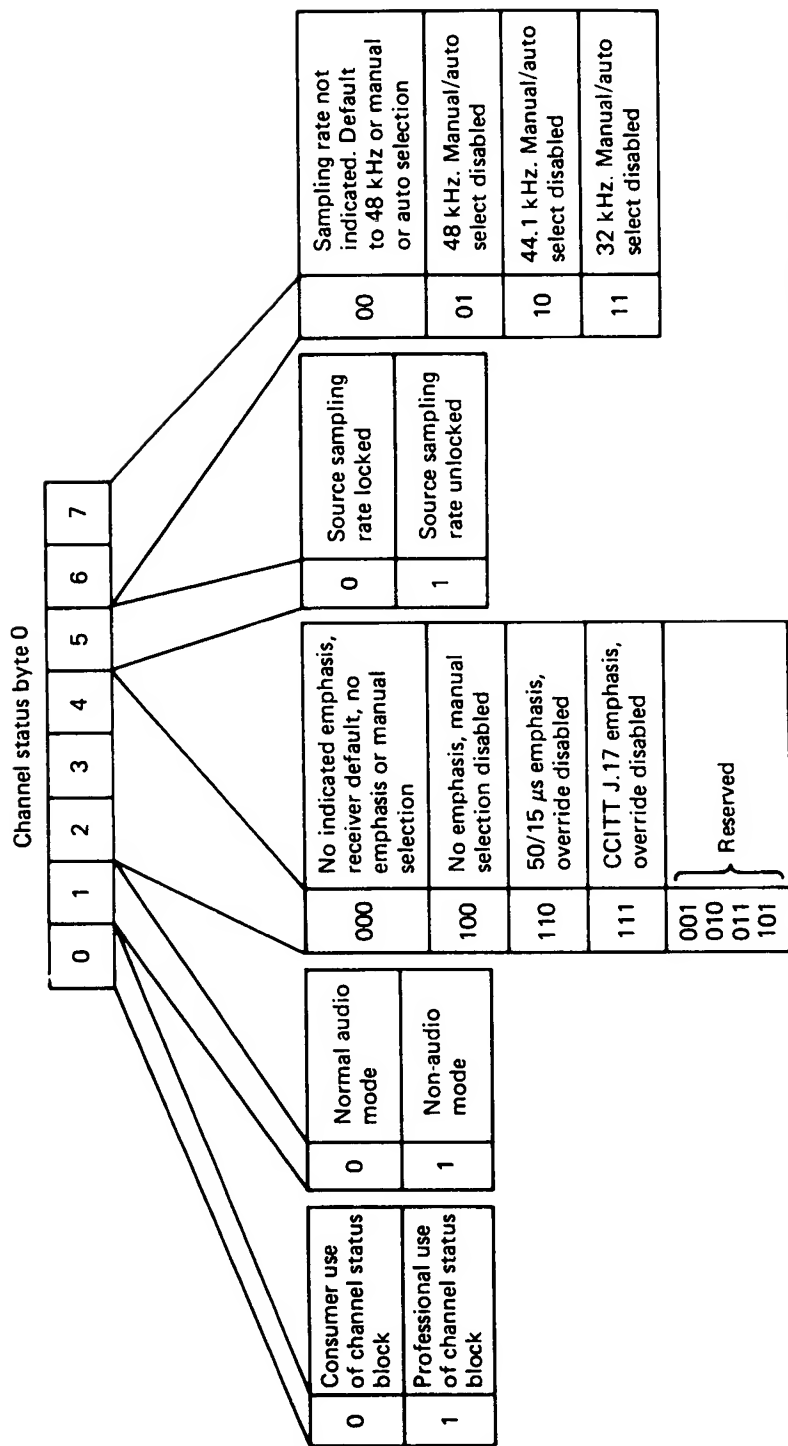 Channel status byte 0
0 1 2 3 4 5 6 7
0
Consumer use
of channel status
block
1
Professional use
of channel status
block
0
Normal audio
mode
1
Non-audio
mode
000
No indicated emphasis,
receiver default, no
emphasis or manual
selection
100
No emphasis, manual
selection disabled
110
50/15 μs emphasis,
override disabled
111
CCITT J.17 emphasis,
override disabled
001
010
011
101
Reserved
0
Source sampling
rate locked
1
Source sampling
rate unlocked
00
Sampling rate not
indicated. Default
to 48 kHz or manual
or auto selection
01
48 kHz. Manual/auto
select disabled
10
44.1 kHz. Manual/auto
select disabled
11
32 kHz. Manual/auto
select disabled